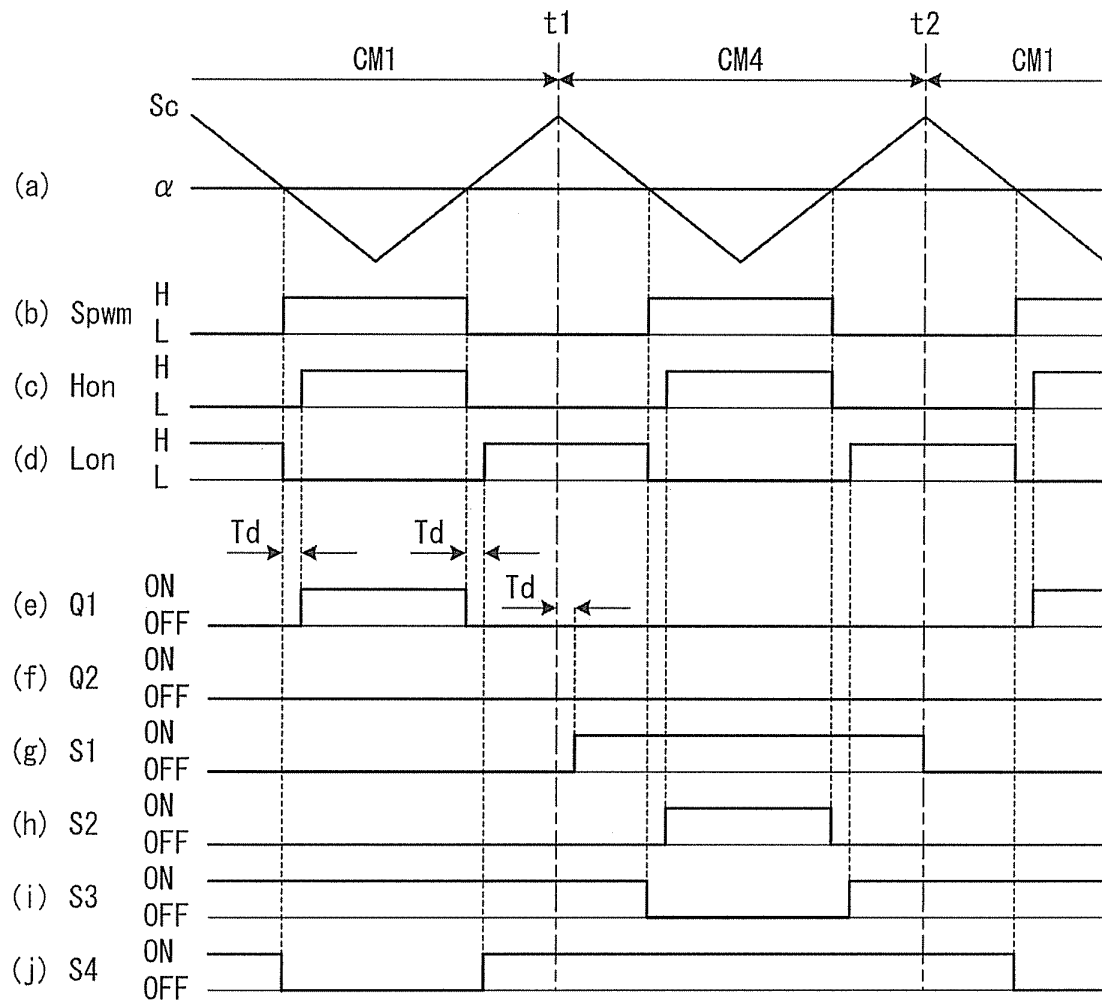 t1 t2
CM1 CM4 CM1
Sc
(a) α
(b) Spwm H
L
(c) Hon H
L
(d) Lon H
L
Td Td
(e) Q1 ON
OFF
Td
(f) Q2 ON
OFF
(g) S1 ON
OFF
(h) S2 ON
OFF
(i) S3 ON
OFF
(j) S4 ON
OFF